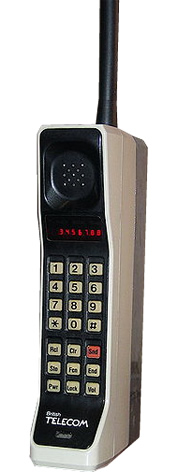 3456788
1 2 3
4 5 6
7 8 9
* 0 #
Rcl Clr Snd
Sto Fcn End
Pwr Lock Vol
British
TELECOM